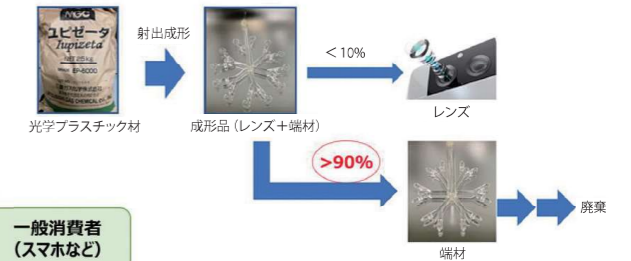 MGC
ユピゼータ
Iupizeta
射出成形
<10%
光学プラスチック材
成形品（レンズ＋端材）
レンズ
>90%
廃棄
端材
一般消費者
（スマホなど）